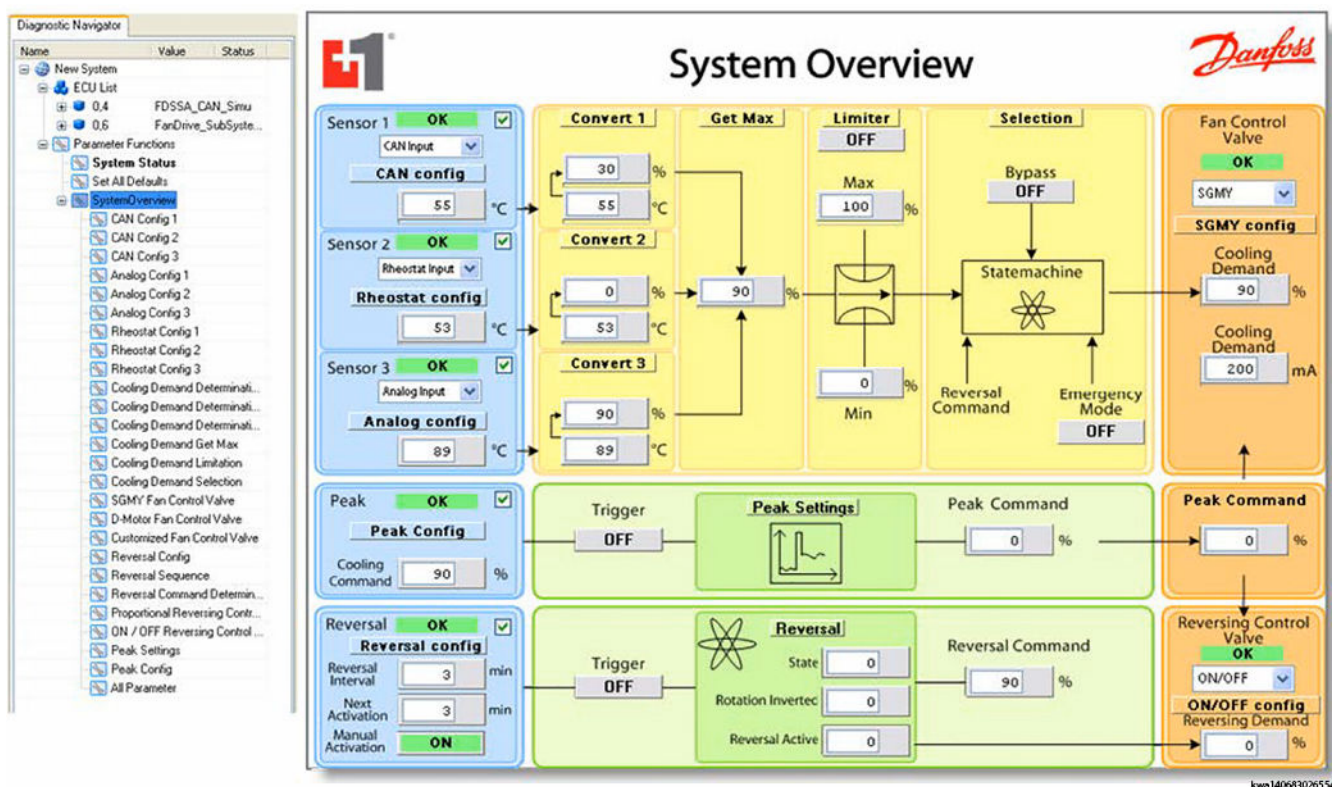 Diagnostic Navigator
Name Value Status
New System
ECU List
0,4 FDSSA_CAN_Simu
0,6 FanDrive_SubSyste...
Parameter Functions
System Status
Set All Defaults
SystemOverview
CAN Config 1
CAN Config 2
CAN Config 3
Analog Config 1
Analog Config 2
Analog Config 3
Rheostat Config 1
Rheostat Config 2
Rheostat Config 3
Cooling Demand Determinati...
Cooling Demand Determinati...
Cooling Demand Determinati...
Cooling Demand Get Max
Cooling Demand Limitation
Cooling Demand Selection
SGMY Fan Control Valve
D-Motor Fan Control Valve
Customized Fan Control Valve
Reversal Config
Reversal Sequence
Reversal Command Determin...
Proportional Reversing Contr...
ON / OFF Reversing Control ...
Peak Settings
Peak Config
All Parameter
+1
System Overview
Danfoss
Sensor 1 OK
CAN Input
CAN config
55 °C
Sensor 2 OK
Rheostat Input
Rheostat config
53 °C
Sensor 3 OK
Analog Input
Analog config
89 °C
Convert 1
30 %
55 °C
Convert 2
0 %
53 °C
Convert 3
90 %
89 °C
Get Max
90 %
Limiter
OFF
Max
100 %
0 %
Min
Selection
Bypass
OFF
Statemachine
Reversal
Command
Emergency
Mode
OFF
Fan Control
Valve
OK
SGMY
SGMY config
Cooling
Demand
90 %
Cooling
Demand
200 mA
Peak OK
Peak Config
Cooling
Command 90 %
Trigger
OFF
Peak Settings
Peak Command
0 %
Peak Command
0 %
Reversal OK
Reversal config
Reversal
Interval 3 min
Next
Activation 3 min
Manual
Activation ON
Trigger
OFF
Reversal
State 0
Rotation Invertec 0
Reversal Active 0
Reversal Command
90 %
Reversing Control
Valve
OK
ON/OFF
ON/OFF config
Reversing Demand
0 %